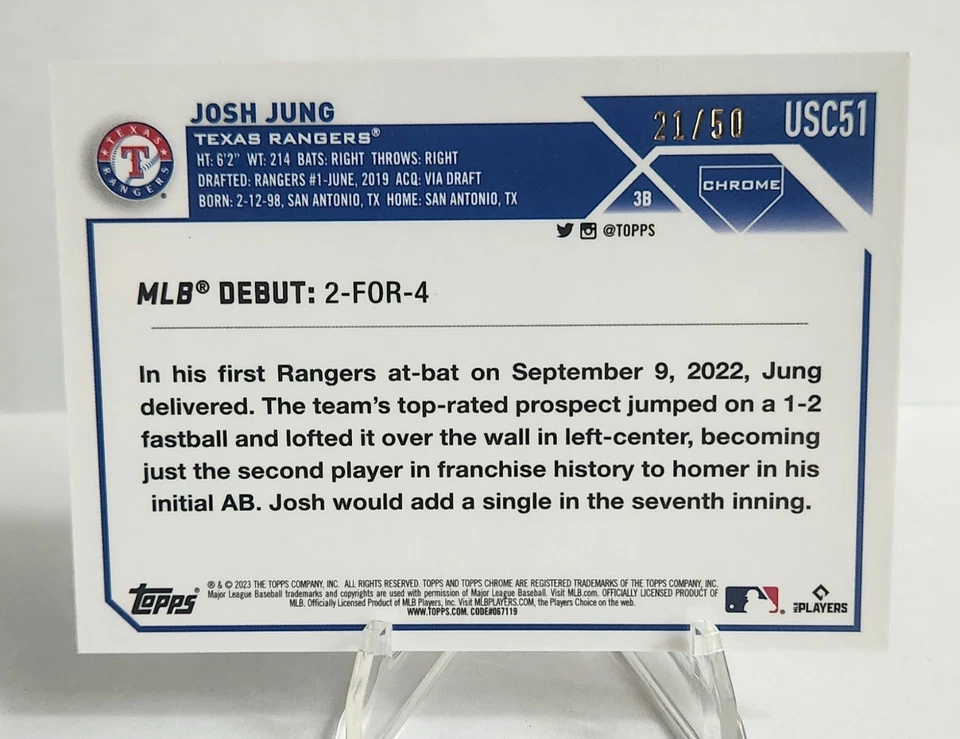 JOSH JUNG
21/50
USC51
TEXAS RANGERS
TEXAS RANGERS®
HT: 6'2" WT: 214 BATS: RIGHT THROWS: RIGHT
DRAFTED: RANGERS #1-JUNE, 2019 ACQ: VIA DRAFT
BORN: 2-12-98, SAN ANTONIO, TX HOME: SAN ANTONIO, TX
3B
CHROME
@TOPPS
MLB® DEBUT: 2-FOR-4
In his first Rangers at-bat on September 9, 2022, Jung
delivered. The team's top-rated prospect jumped on a 1-2
fastball and lofted it over the wall in left-center, becoming
just the second player in franchise history to homer in his
initial AB. Josh would add a single in the seventh inning.
Topps®
® & © 2023 THE TOPPS COMPANY, INC. ALL RIGHTS RESERVED. TOPPS AND TOPPS CHROME ARE REGISTERED TRADEMARKS OF THE TOPPS COMPANY, INC.
Major League Baseball trademarks and copyrights are used with permission of Major League Baseball. Visit MLB.com. OFFICIALLY LICENSED PRODUCT OF
MLB. Officially Licensed Product of MLB Players, Inc. Visit MLBPLAYERS.COM, the Players Choice on the web.
WWW.TOPPS.COM. CODE#067119
MLB PLAYERS